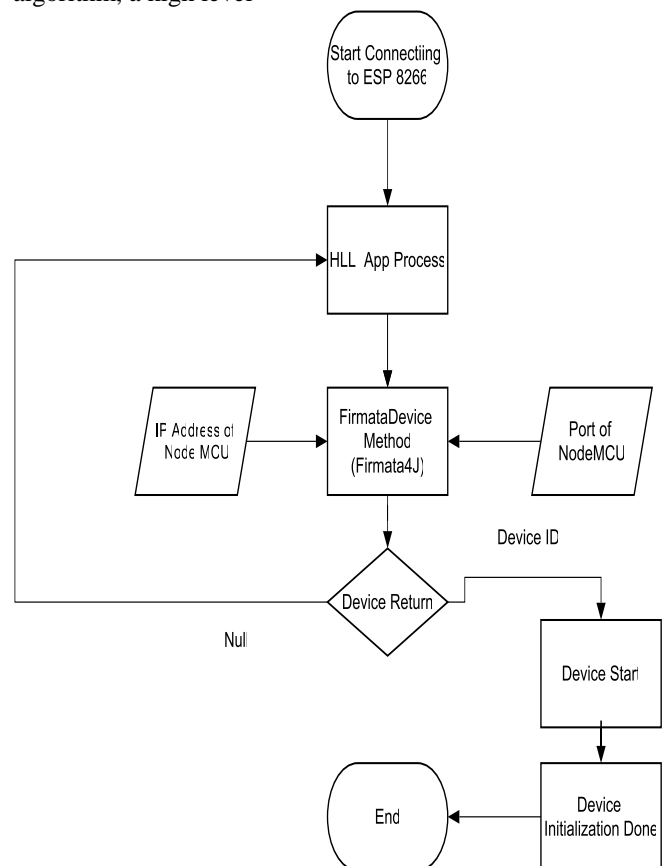 algorithm, a high level
Start Connectiing
to ESP 8266
HLL App Process
IP Address of
Node MCU
FirmataDevice
Method
(Firmata4J)
Port of
NodeMCU
Device ID
Device Return
Null
Device Start
End
Device
Initialization Done